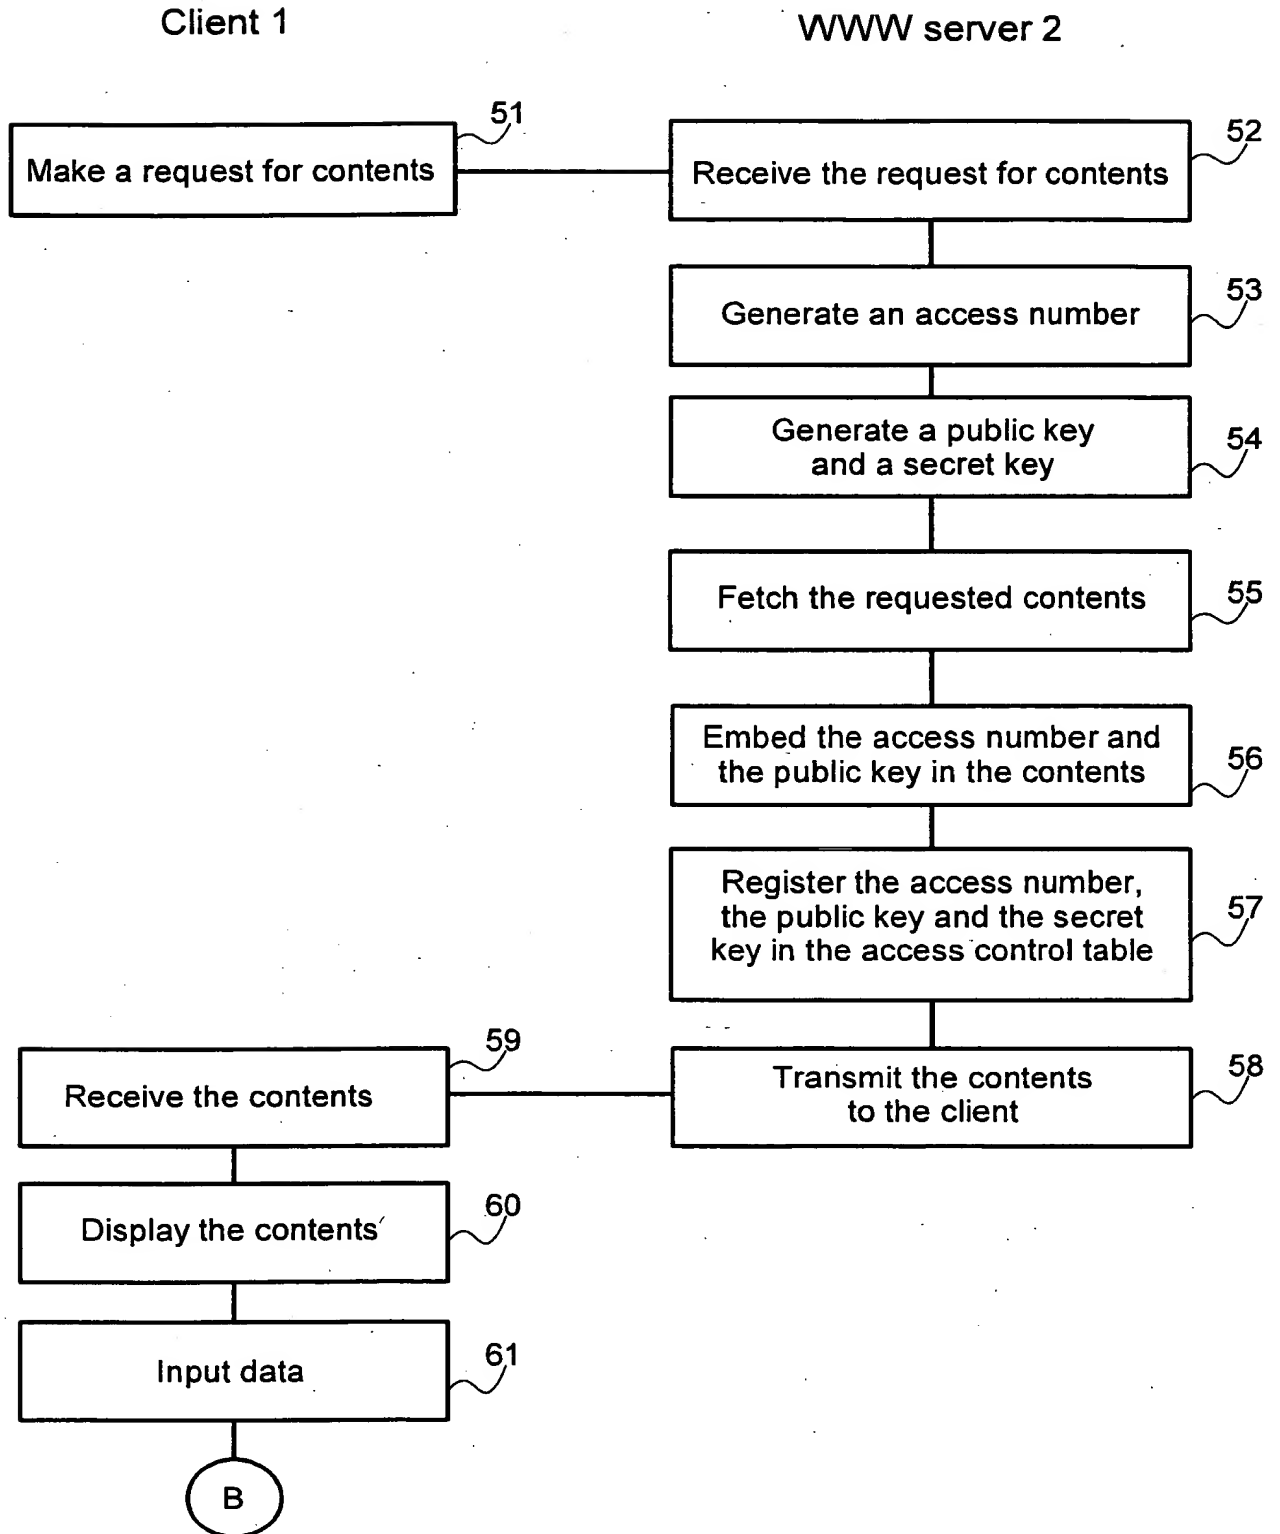 Client 1
WWW server 2
51
Make a request for contents
52
Receive the request for contents
53
Generate an access number
54
Generate a public key
and a secret key
55
Fetch the requested contents
56
Embed the access number and
the public key in the contents
57
Register the access number,
the public key and the secret
key in the access control table
58
Transmit the contents
to the client
59
Receive the contents
60
Display the contents
61
Input data
B